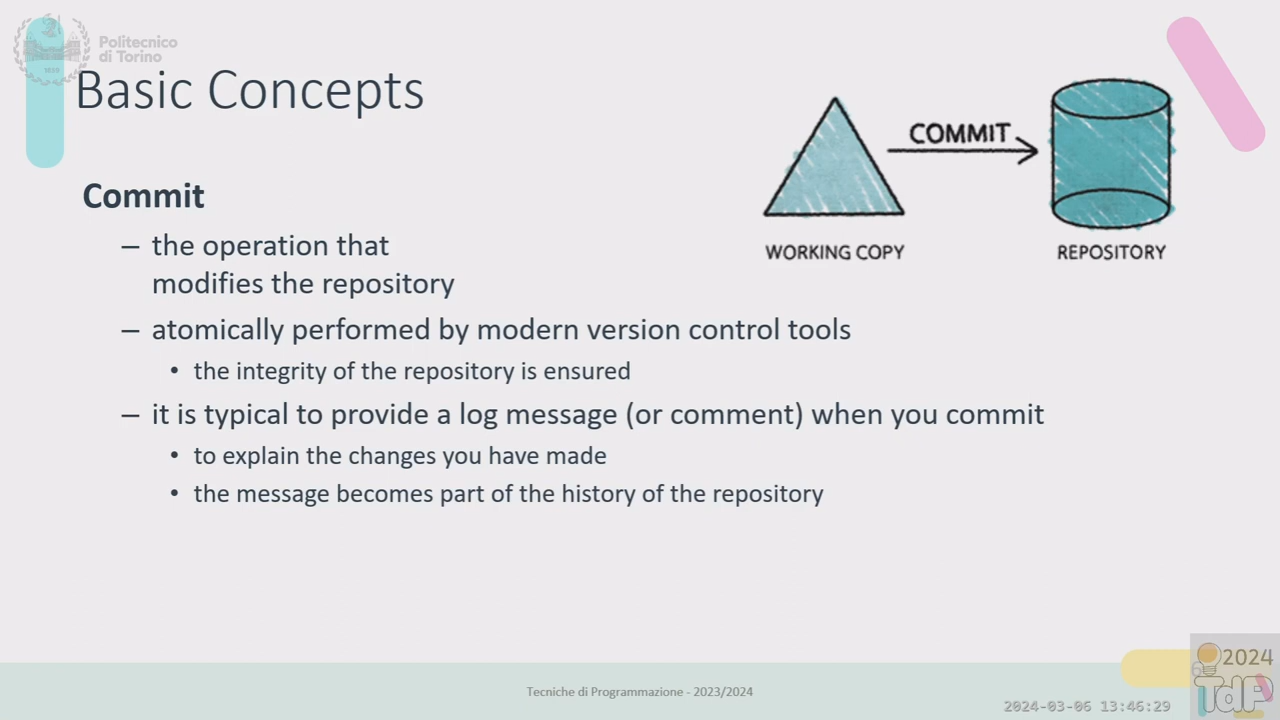 Politecnico
di Torino
Basic Concepts
COMMIT
WORKING COPY
REPOSITORY
Commit
– the operation that
modifies the repository
– atomically performed by modern version control tools
• the integrity of the repository is ensured
– it is typical to provide a log message (or comment) when you commit
• to explain the changes you have made
• the message becomes part of the history of the repository
Tecniche di Programmazione - 2023/2024
2024-03-06 13:46:29
2024
TdP